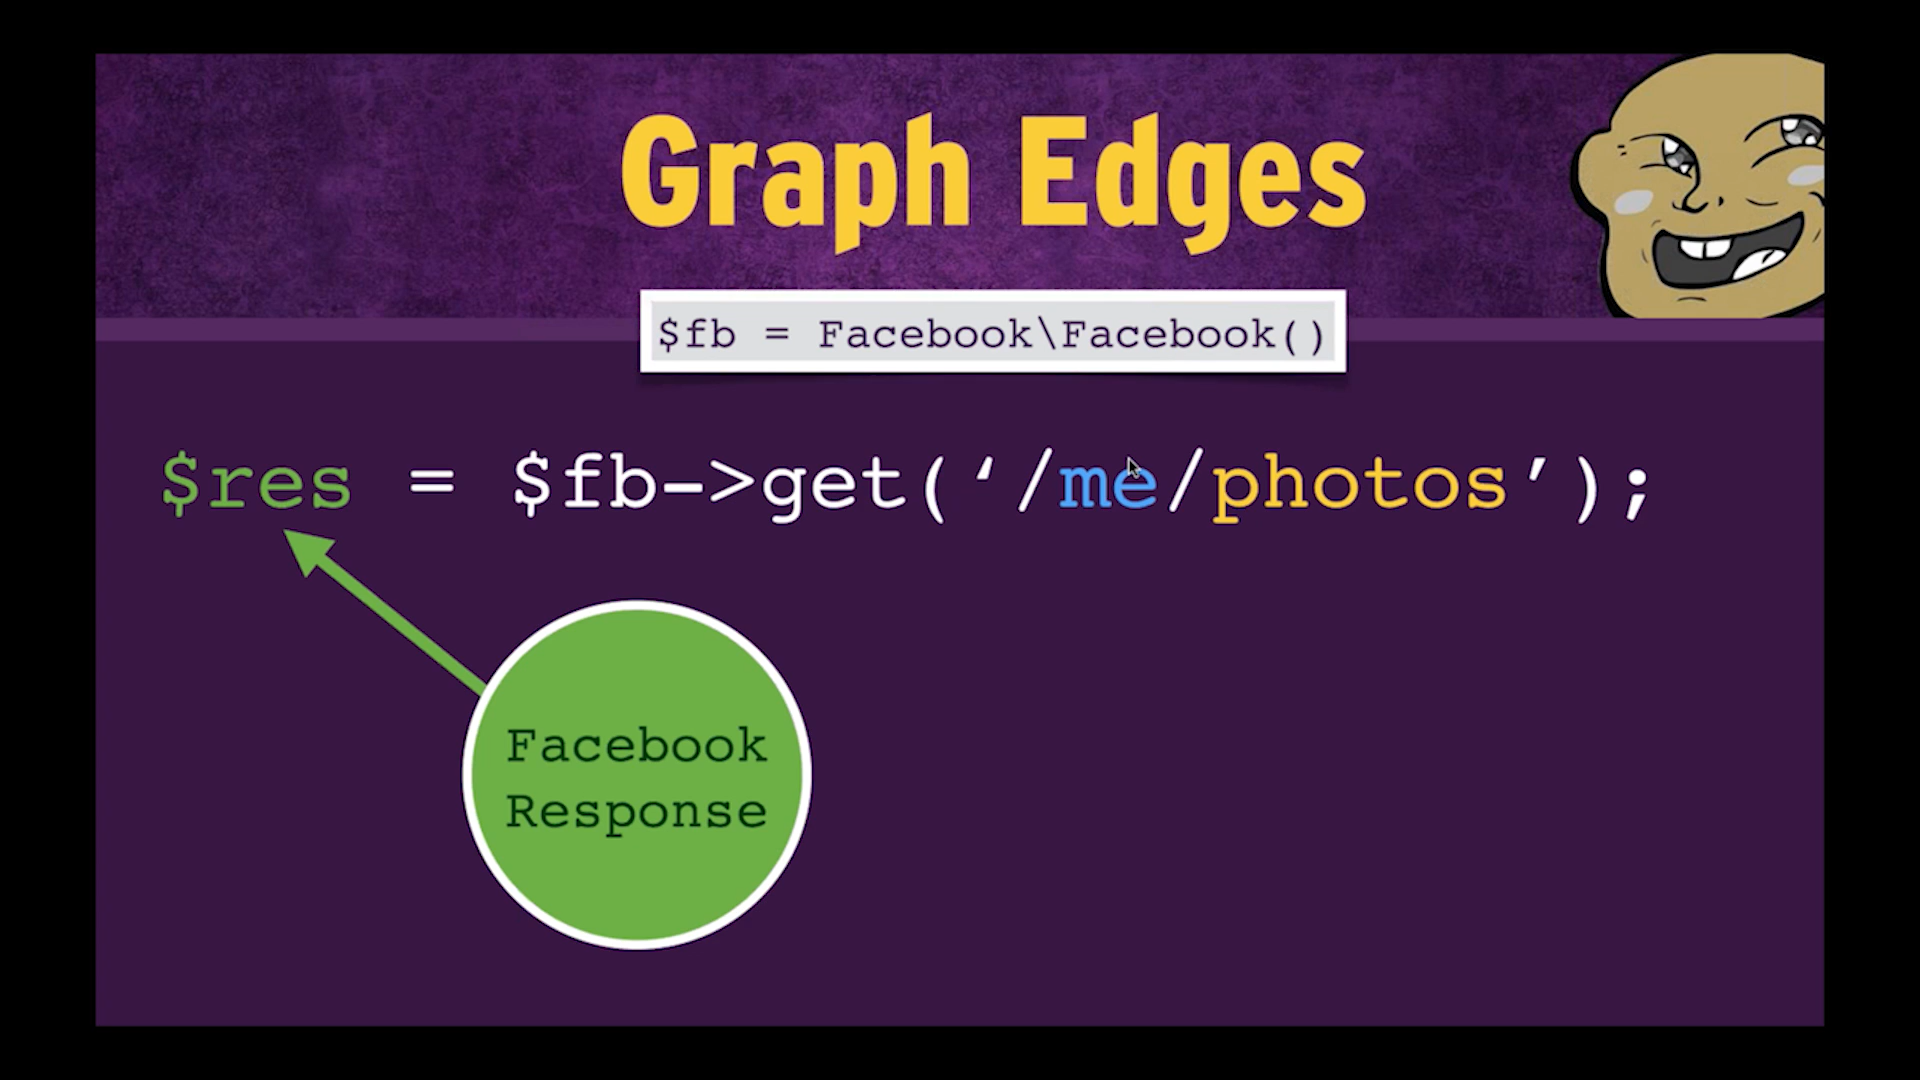 Graph Edges
$fb = Facebook\Facebook()
$res = $fb->get(‘/me/photos’);
Facebook
Response